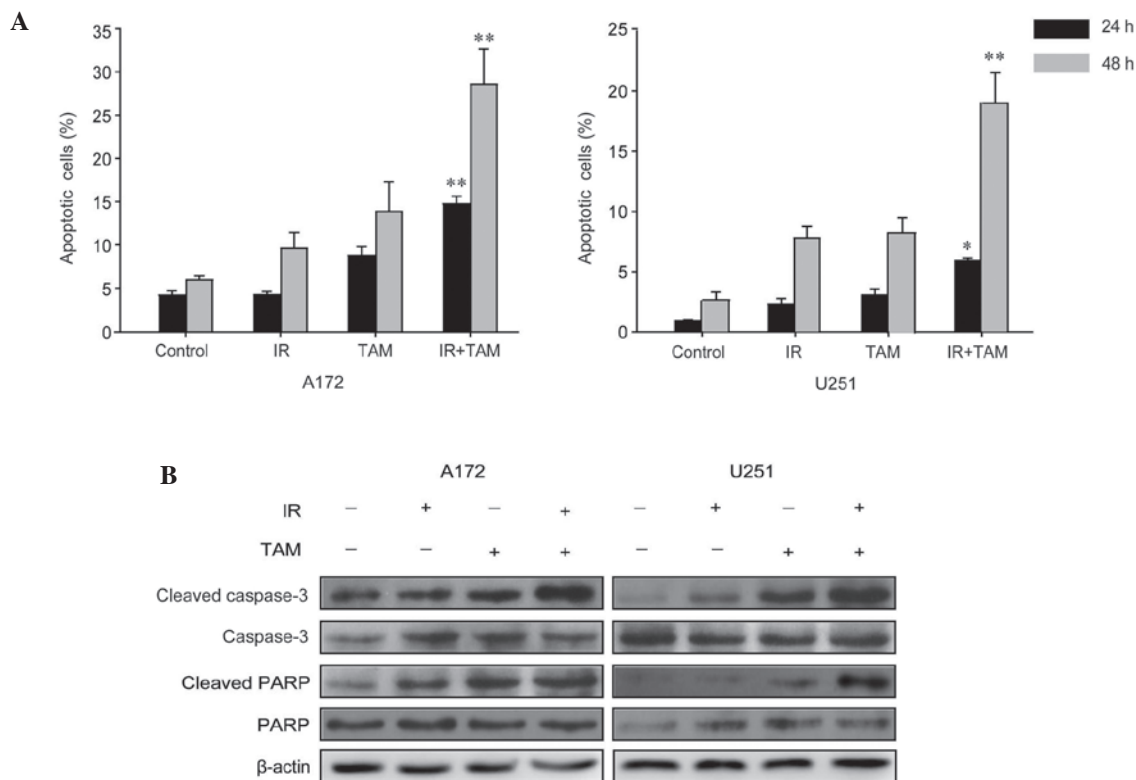 A
35
30
25
20
15
10
5
0
Apoptotic cells (%)
**
**
Control IR TAM IR+TAM
A172
25
20
15
10
5
0
Apoptotic cells (%)
**
*
Control IR TAM IR+TAM
U251
24 h
48 h
B
A172 U251
IR – + – + – + – +
TAM – – + + – – + +
Cleaved caspase-3
Caspase-3
Cleaved PARP
PARP
β-actin